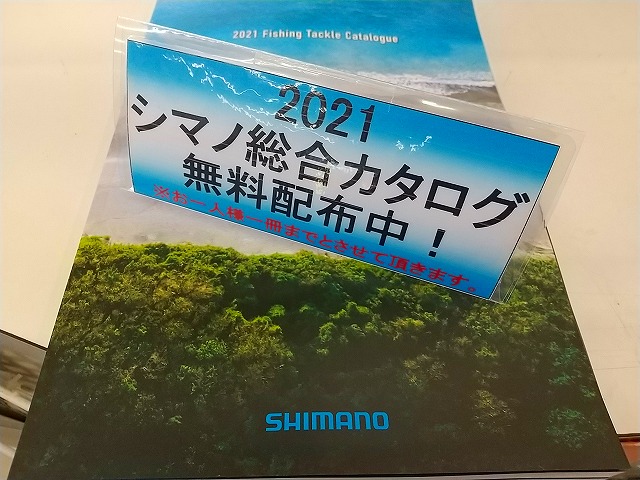 2021 Fishing Tackle Catalogue
2021
シマノ総合カタログ
無料配布中!
※お一人様一冊までとさせて頂きます。
SHIMANO